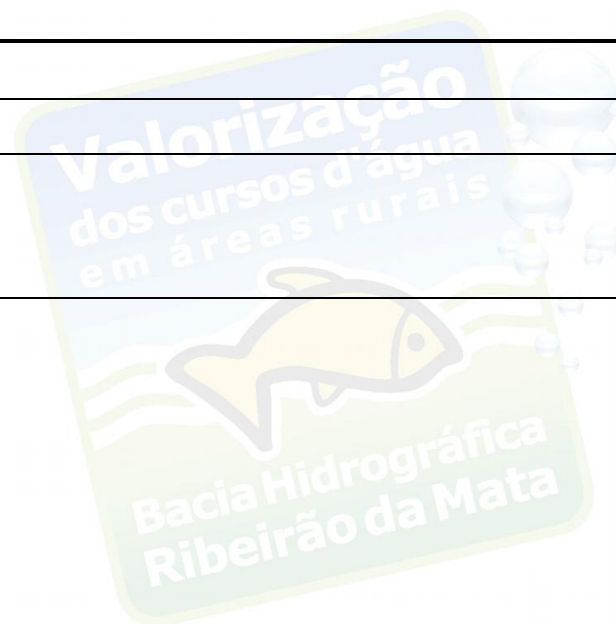 Valorização
dos cursos d'água
em áreas rurais
Bacia Hidrográfica
Ribeirão da Mata